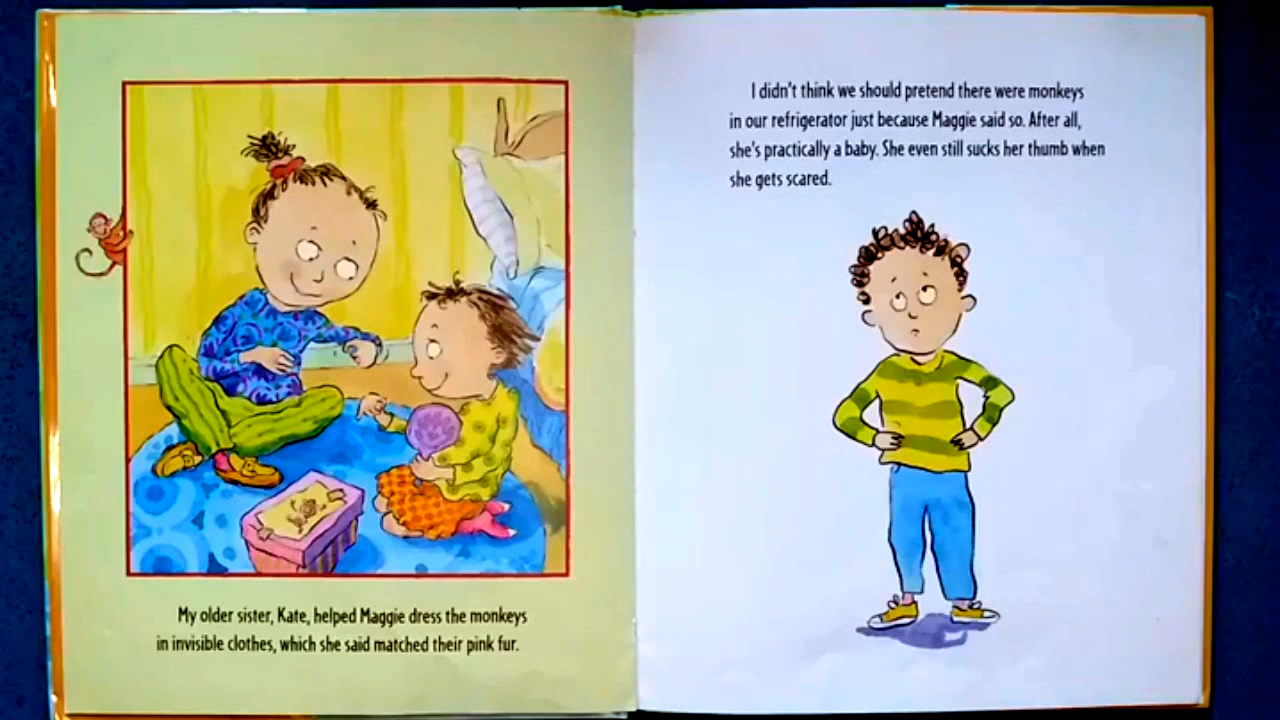 My older sister, Kate, helped Maggie dress the monkeys
in invisible clothes, which she said matched their pink fur.
I didn't think we should pretend there were monkeys
in our refrigerator just because Maggie said so. After all,
she's practically a baby. She even still sucks her thumb when
she gets scared.